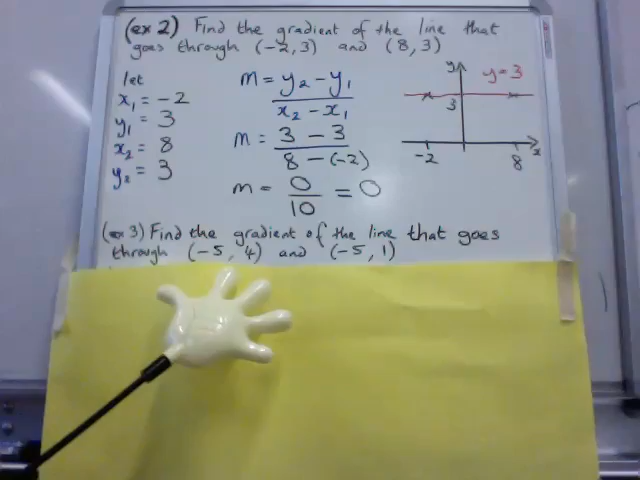 (ex 2) Find the gradient of the line that
goes through (-2, 3) and (8, 3)
let
x₁ = -2
y₁ = 3
x₂ = 8
y₂ = 3
m = y₂ - y₁
x₂ - x₁
m = 3 - 3
8 - (-2)
m = 0 = 0
10
y
y = 3
3
-2
8
x
(ex 3) Find the gradient of the line that goes
through (-5, 4) and (-5, 1)